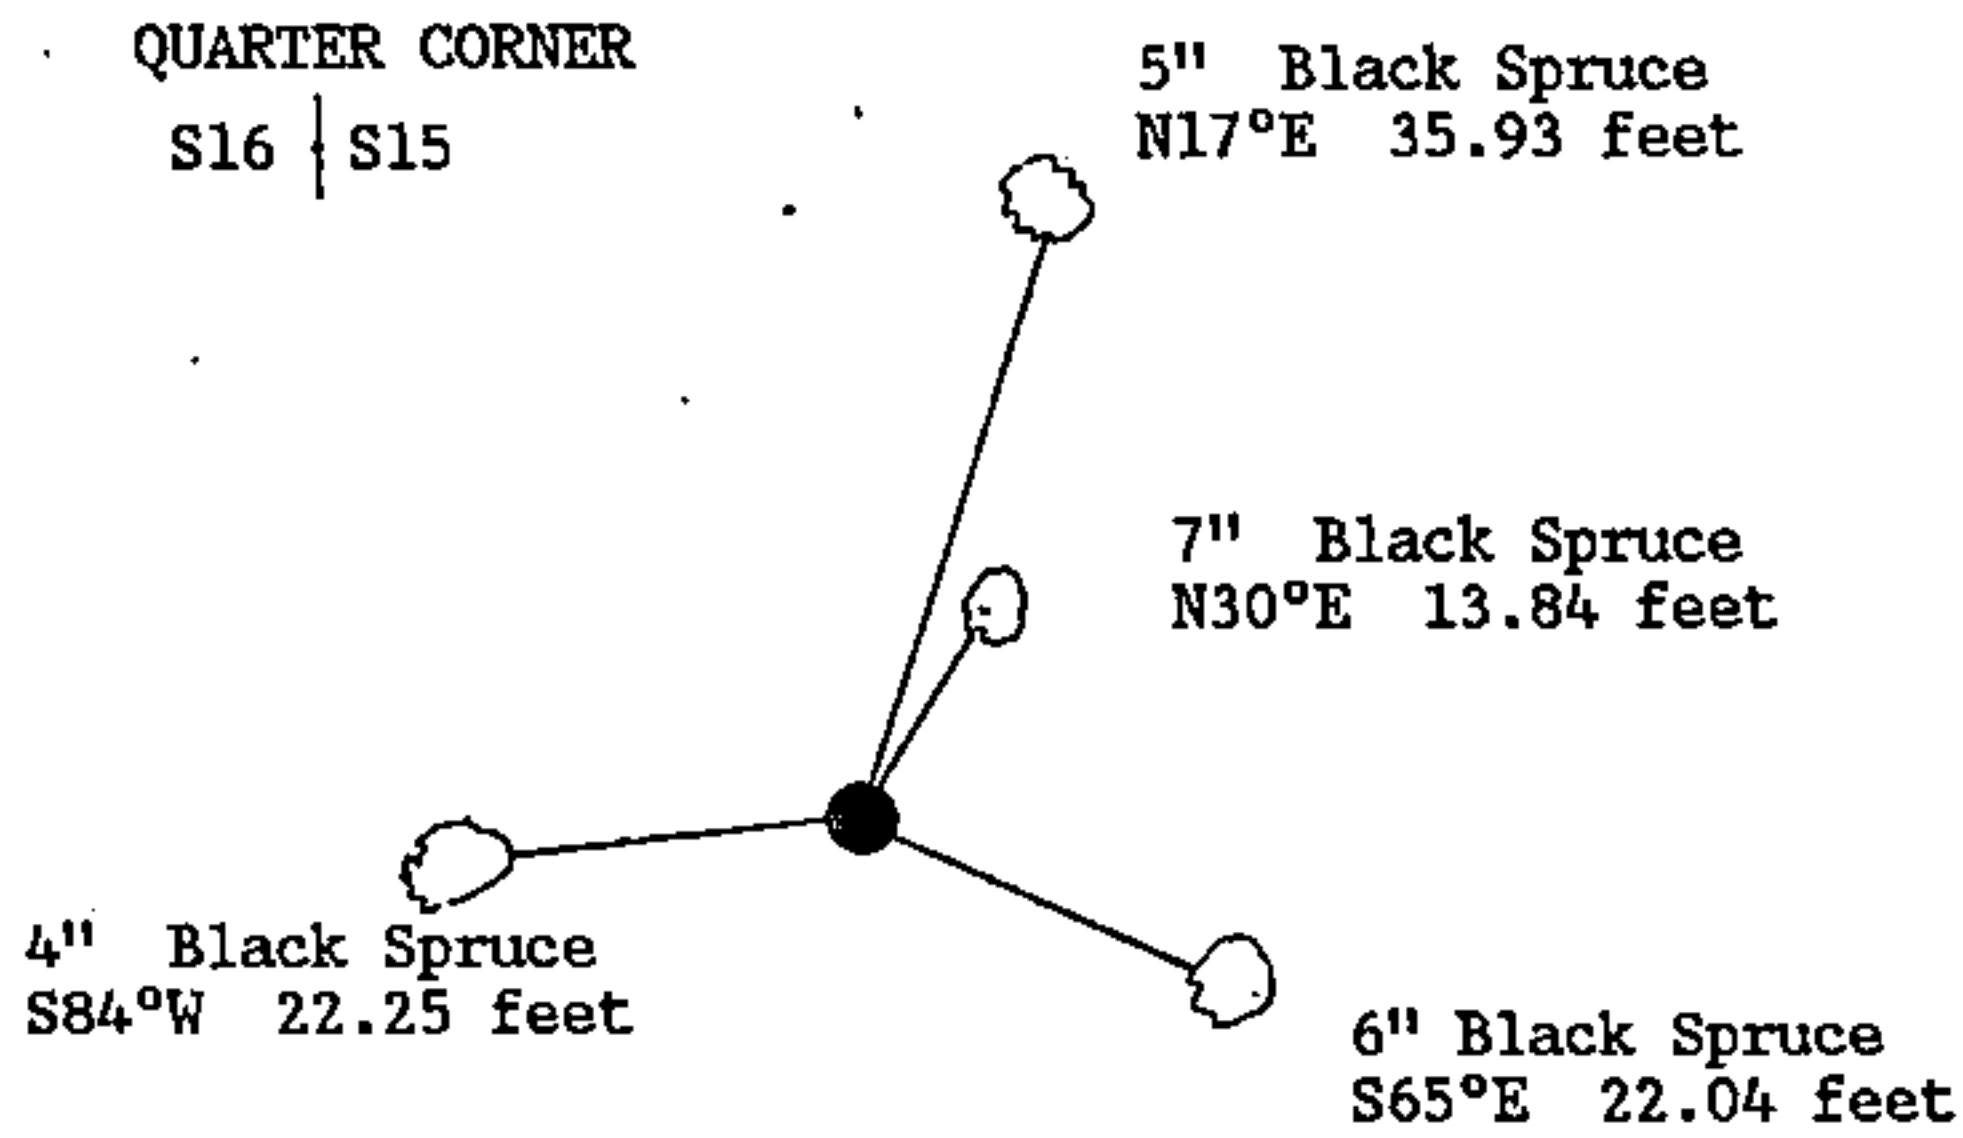 QUARTER CORNER
S16 | S15
5" Black Spruce
N17°E 35.93 feet
7" Black Spruce
N30°E 13.84 feet
4" Black Spruce
S84°W 22.25 feet
6" Black Spruce
S65°E 22.04 feet